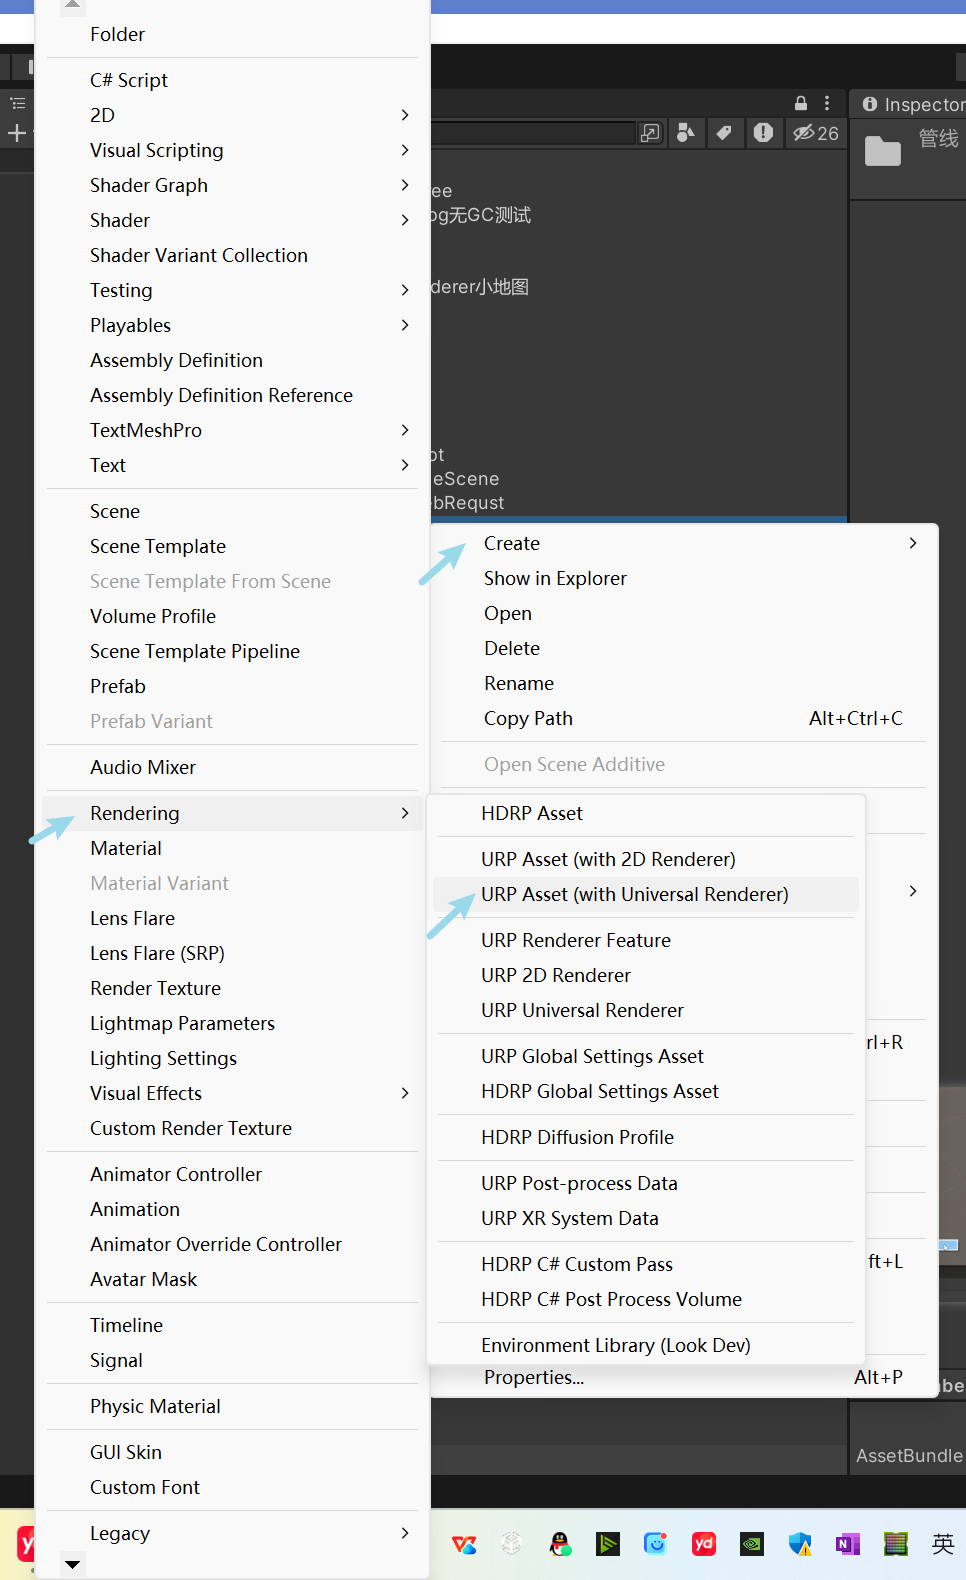 Folder
C# Script
2D
Visual Scripting
Shader Graph
Shader
Shader Variant Collection
Testing
Playables
Assembly Definition
Assembly Definition Reference
TextMeshPro
Text
Scene
Scene Template
Scene Template From Scene
Volume Profile
Scene Template Pipeline
Prefab
Prefab Variant
Audio Mixer
Rendering
Material
Material Variant
Lens Flare
Lens Flare (SRP)
Render Texture
Lightmap Parameters
Lighting Settings
Visual Effects
Custom Render Texture
Animator Controller
Animation
Animator Override Controller
Avatar Mask
Timeline
Signal
Physic Material
GUI Skin
Custom Font
Legacy
26
ee
og无GC测试
derer小地图
ot
eScene
ebRequst
Create
Show in Explorer
Open
Delete
Rename
Copy Path Alt+Ctrl+C
Open Scene Additive
HDRP Asset
URP Asset (with 2D Renderer)
URP Asset (with Universal Renderer)
URP Renderer Feature
URP 2D Renderer
URP Universal Renderer
URP Global Settings Asset
HDRP Global Settings Asset
HDRP Diffusion Profile
URP Post-process Data
URP XR System Data
HDRP C# Custom Pass
HDRP C# Post Process Volume
Environment Library (Look Dev)
rl+R
ft+L
Properties... Alt+P
Inspector
管线
be
AssetBundle
yd
英